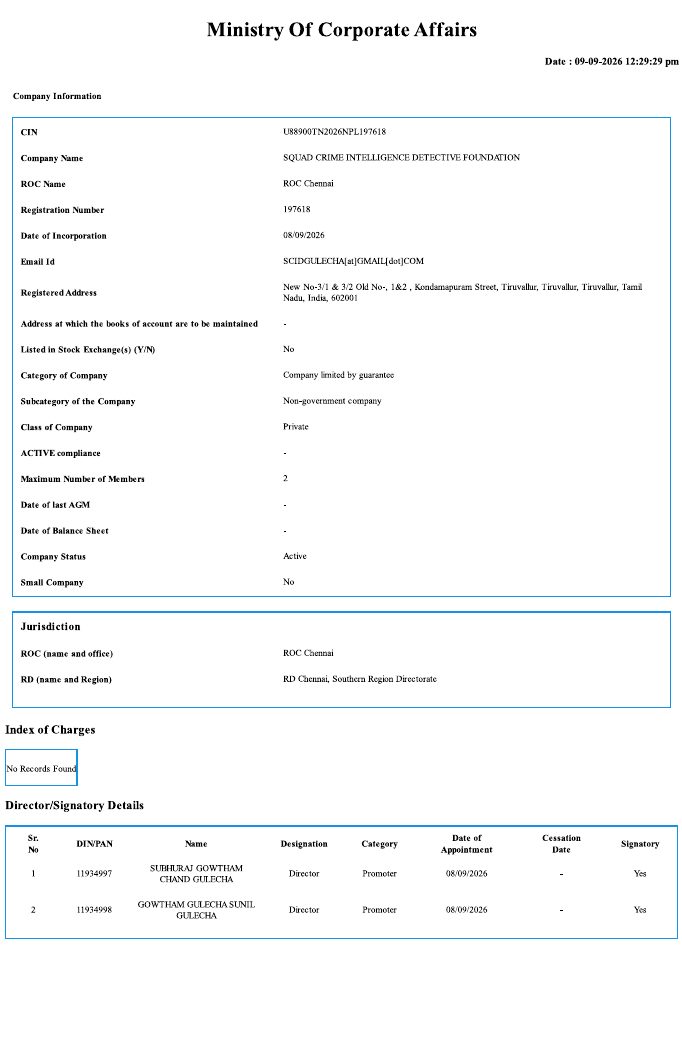 Ministry Of Corporate Affairs
Date : 09-09-2026 12:29:29 pm
Company Information
CIN U88900TN2026NPL197618
Company Name SQUAD CRIME INTELLIGENCE DETECTIVE FOUNDATION
ROC Name ROC Chennai
Registration Number 197618
Date of Incorporation 08/09/2026
Email Id SCIDGULECHA[at]GMAIL[dot]COM
Registered Address New No-3/1 & 3/2 Old No-, 1&2 , Kondamapuram Street, Tiruvallur, Tiruvallur, Tiruvallur, Tamil
Nadu, India, 602001
Address at which the books of account are to be maintained -
Listed in Stock Exchange(s) (Y/N) No
Category of Company Company limited by guarantee
Subcategory of the Company Non-government company
Class of Company Private
ACTIVE compliance -
Maximum Number of Members 2
Date of last AGM -
Date of Balance Sheet -
Company Status Active
Small Company No
Jurisdiction
ROC (name and office) ROC Chennai
RD (name and Region) RD Chennai, Southern Region Directorate
Index of Charges
No Records Found
Director/Signatory Details
Sr. No DIN/PAN Name Designation Category Date of Appointment Cessation Date Signatory
1 11934997 SUBHURAJ GOWTHAM CHAND GULECHA Director Promoter 08/09/2026 - Yes
2 11934998 GOWTHAM GULECHA SUNIL GULECHA Director Promoter 08/09/2026 - Yes